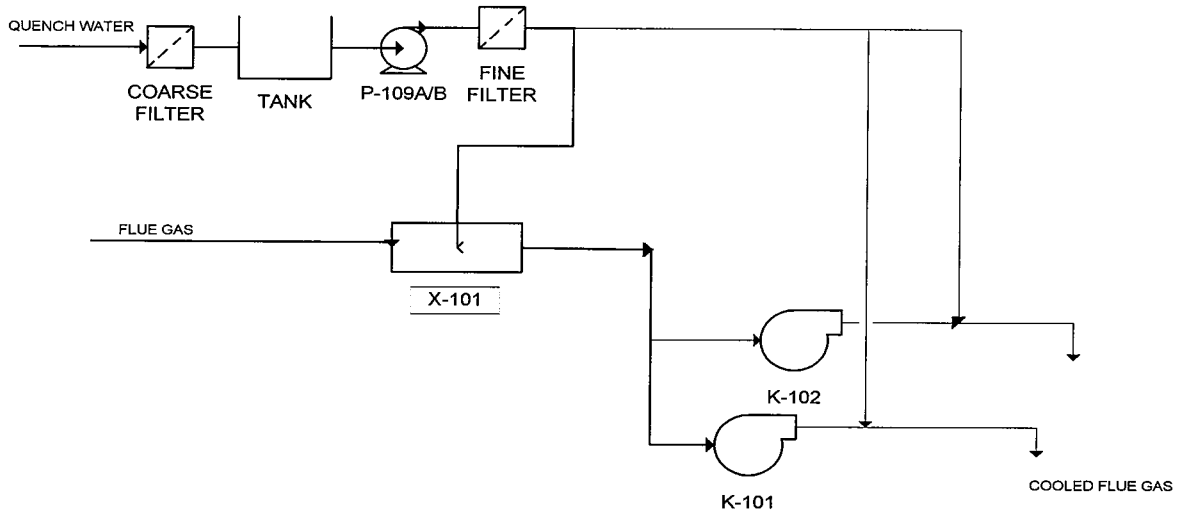 QUENCH WATER
COARSE
FILTER
TANK
P-109A/B
FINE
FILTER
FLUE GAS
X-101
K-102
K-101
COOLED FLUE GAS